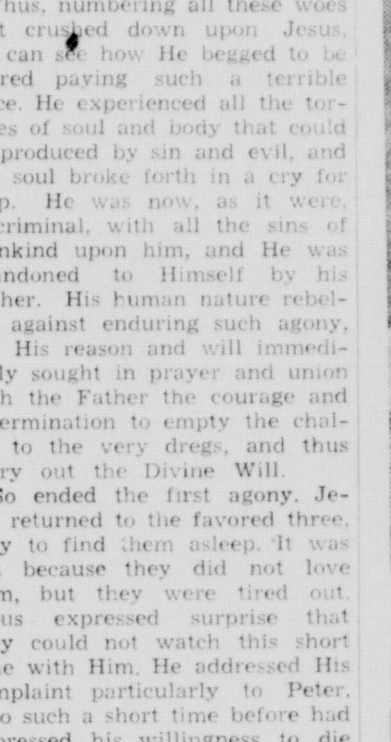 hus, numbering all these woes
t crushed down upon Jesus,
can see how He begged to be
red paying such a terrible
ce. He experienced all the tor-
es of soul and body that could
produced by sin and evil, and
soul broke forth in a cry for
p. He was now, as it were,
criminal, with all the sins of
nkind upon him, and He was
andoned to Himself by his
her. His human nature rebel-
against enduring such agony,
His reason and will immedi-
ly sought in prayer and union
h the Father the courage and
ermination to empty the chal-
to the very dregs, and thus
ry out the Divine Will.
So ended the first agony. Je-
returned to the favored three,
y to find them asleep. It was
because they did not love
m, but they were tired out.
us expressed surprise that
y could not watch this short
e with Him. He addressed His
mplaint particularly to Peter,
o such a short time before had
ressed his willingness to die